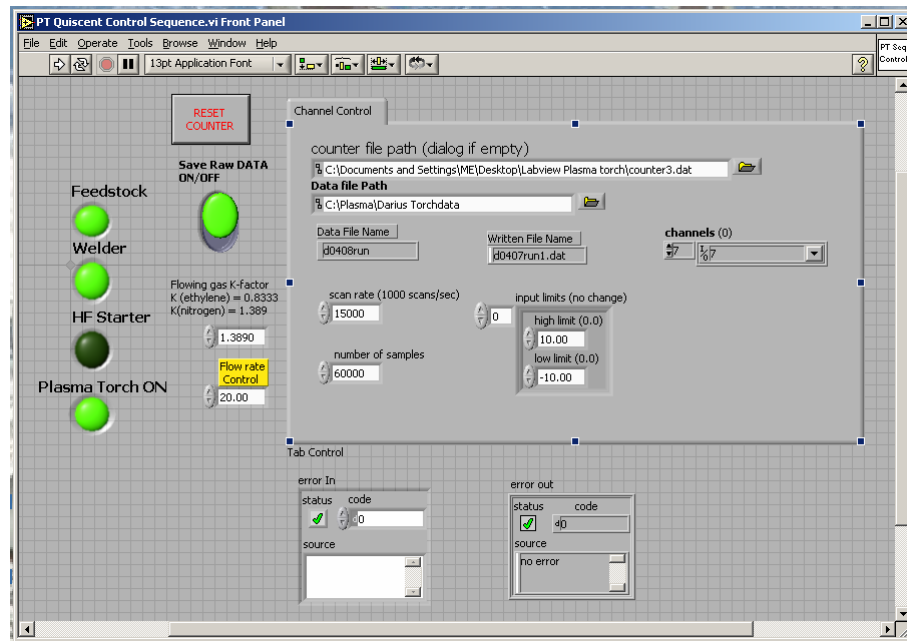 PT Quiscent Control Sequence.vi Front Panel
File Edit Operate Tools Browse Window Help
13pt Application Font
?
PT Seq
Control
RESET
COUNTER
Save Raw DATA
ON/OFF
Feedstock
Welder
HF Starter
Plasma Torch ON
Flowing gas K-factor
K (ethylene) = 0.8333
K(nitrogen) = 1.389
1.3890
Flow rate
Control
20.00
Channel Control
counter file path (dialog if empty)
C:\Documents and Settings\ME\Desktop\Labview Plasma torch\counter3.dat
Data file Path
C:\Plasma\Darius Torchdata
Data File Name
d0408run
Written File Name
d0407run1.dat
channels (0)
7
I/O 7
scan rate (1000 scans/sec)
15000
number of samples
60000
input limits (no change)
0
high limit (0.0)
10.00
low limit (0.0)
-10.00
Tab Control
error In
status code
d0
source
error out
status code
d0
source
no error